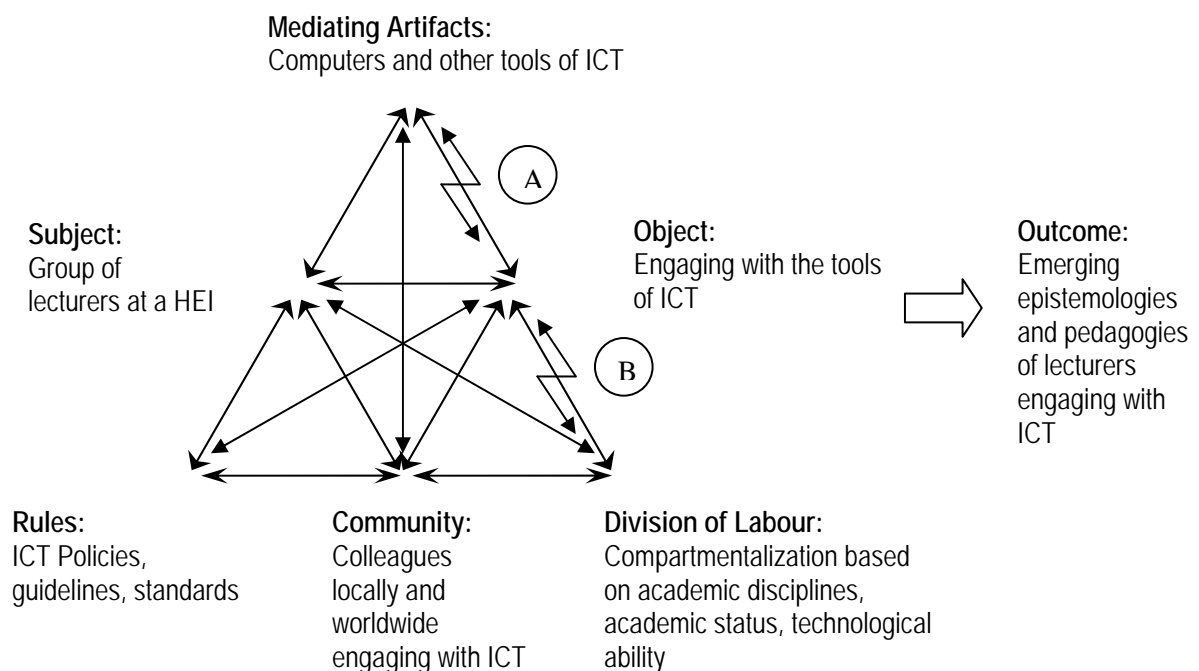 Mediating Artifacts:
Computers and other tools of ICT
A
Subject:
Group of
lecturers at a HEI
Object:
Engaging with the tools
of ICT
Outcome:
Emerging
epistemologies
and pedagogies
of lecturers
engaging with
ICT
B
Rules:
ICT Policies,
guidelines, standards
Community:
Colleagues
locally and
worldwide
engaging with ICT
Division of Labour:
Compartmentalization based
on academic disciplines,
academic status, technological
ability